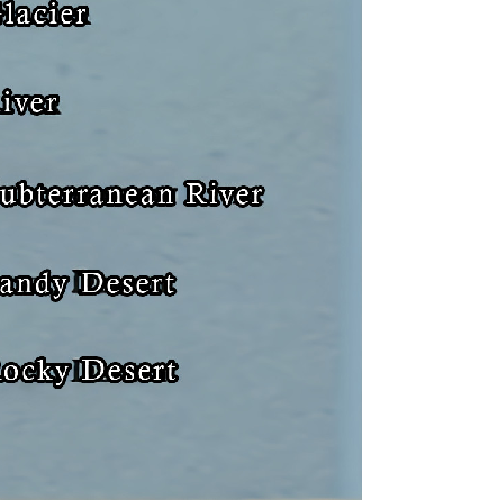 lacier
iver
ubterranean River
andy Desert
ocky Desert